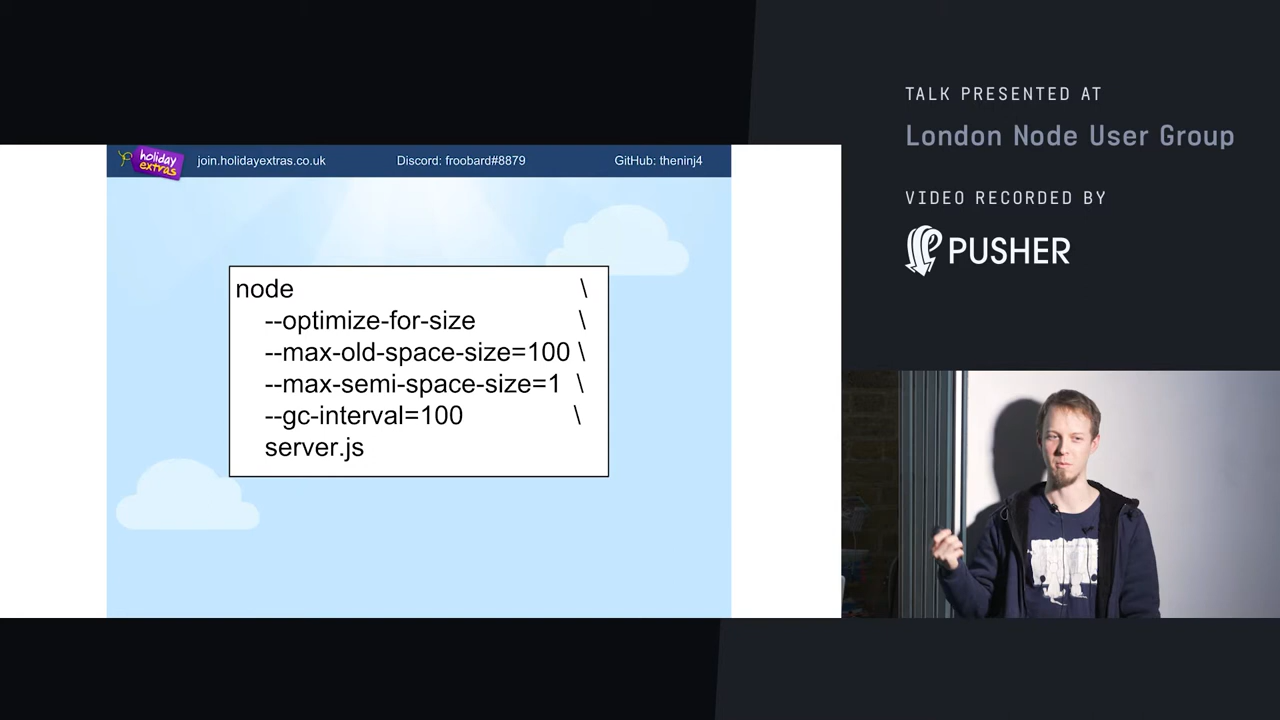 holiday
extras
join.holidayextras.co.uk
Discord: froobard#8879
GitHub: theninj4
node \
--optimize-for-size \
--max-old-space-size=100 \
--max-semi-space-size=1 \
--gc-interval=100 \
server.js
TALK PRESENTED AT
London Node User Group
VIDEO RECORDED BY
PUSHER